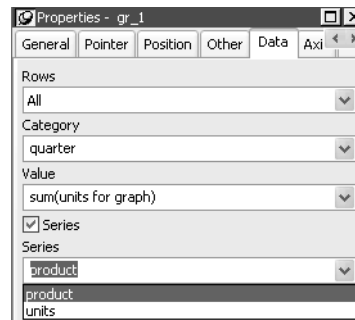 Properties - gr_1
General Pointer Position Other Data Axi
Rows
All
Category
quarter
Value
sum(units for graph)
Series
Series
product
product
units